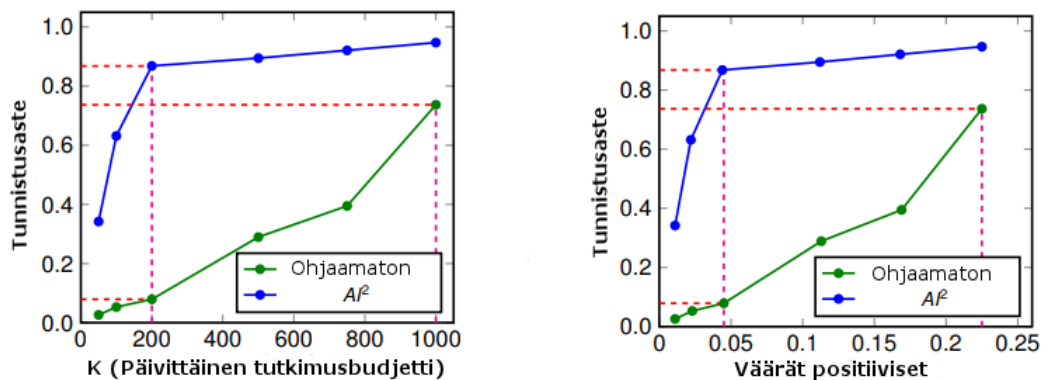 Tunnistusaste
1.0
0.8
0.6
0.4
0.2
0.0
0 200 400 600 800 1000
K (Päivittäinen tutkimusbudjetti)
Ohjaamaton
AI²
Tunnistusaste
1.0
0.8
0.6
0.4
0.2
0.0
0 0.05 0.1 0.15 0.2 0.25
Väärät positiiviset
Ohjaamaton
AI²